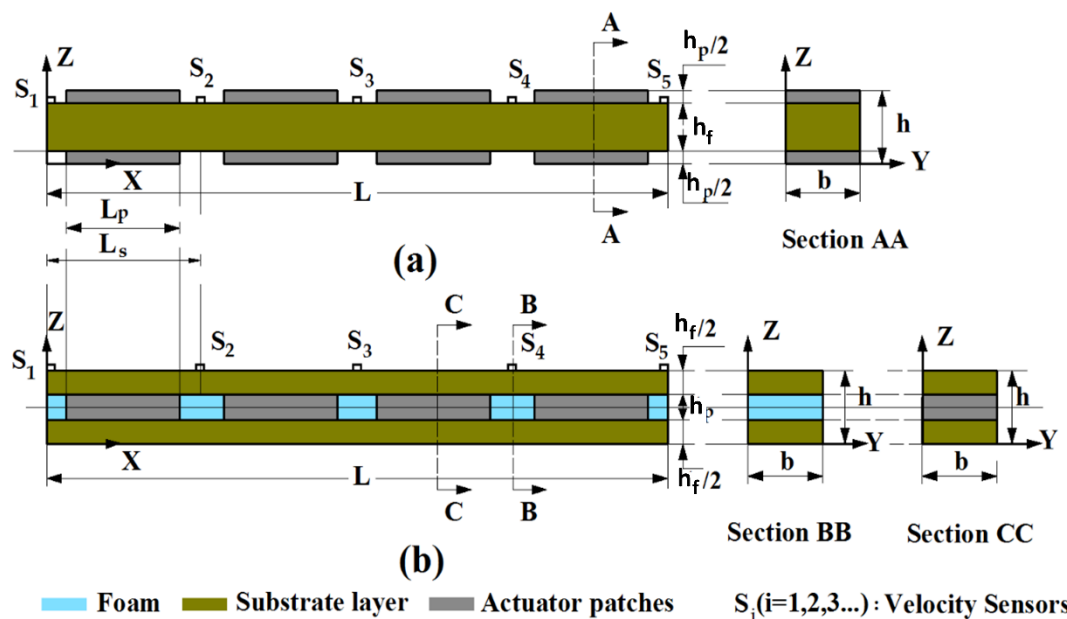 A
h_p/2
Z
Z
S_1
S_2
S_3
S_4
S_5
h_f
h
X
L
h_p/2
Y
b
L_p
A
Section AA
L_s
(a)
C
B
Z
S_1
S_2
S_3
S_4
S_5
h_f/2
Z
Z
h_p
h
h
X
L
h_f/2
Y
Y
b
b
C
B
Section BB
Section CC
(b)
Foam
Substrate layer
Actuator patches
S_i(i=1,2,3...) : Velocity Sensors